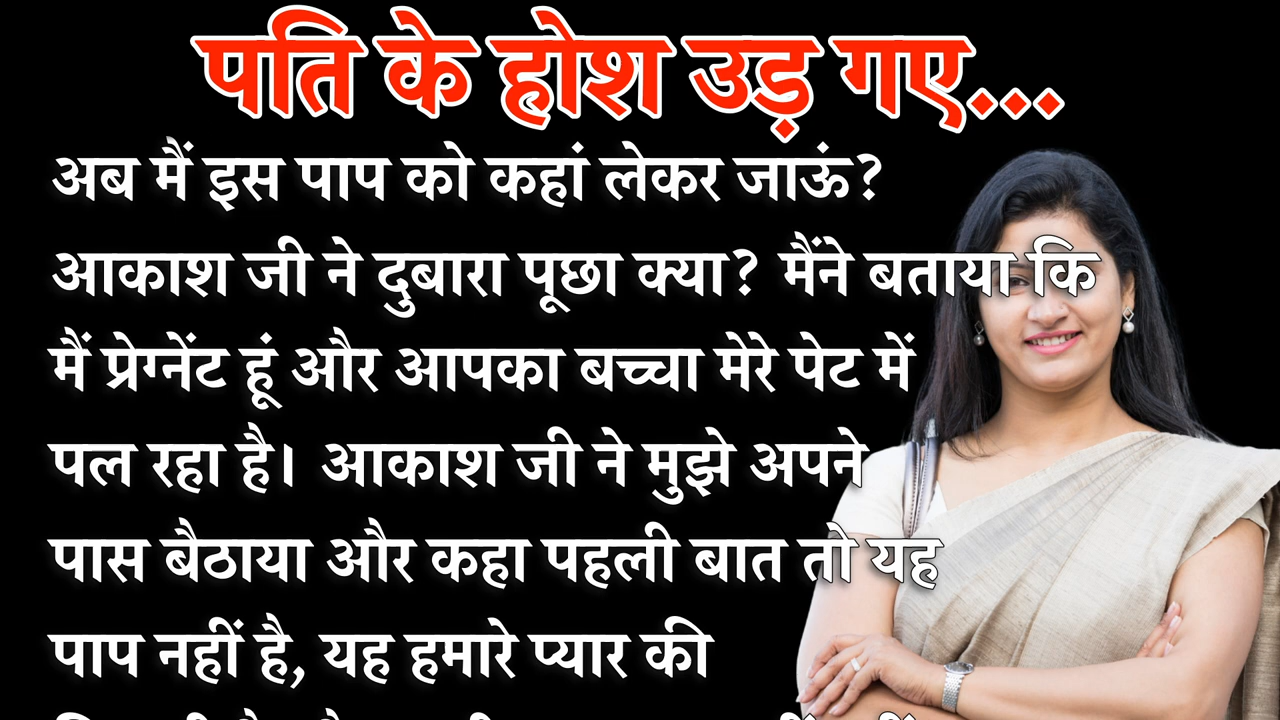 पति के होश उड़ गए...
अब मैं इस पाप को कहां लेकर जाऊं?
आकाश जी ने दुबारा पूछा क्या? मैंने बताया कि
मैं प्रेग्नेंट हूं और आपका बच्चा मेरे पेट में
पल रहा है। आकाश जी ने मुझे अपने
पास बैठाया और कहा पहली बात तो यह
पाप नहीं है, यह हमारे प्यार की